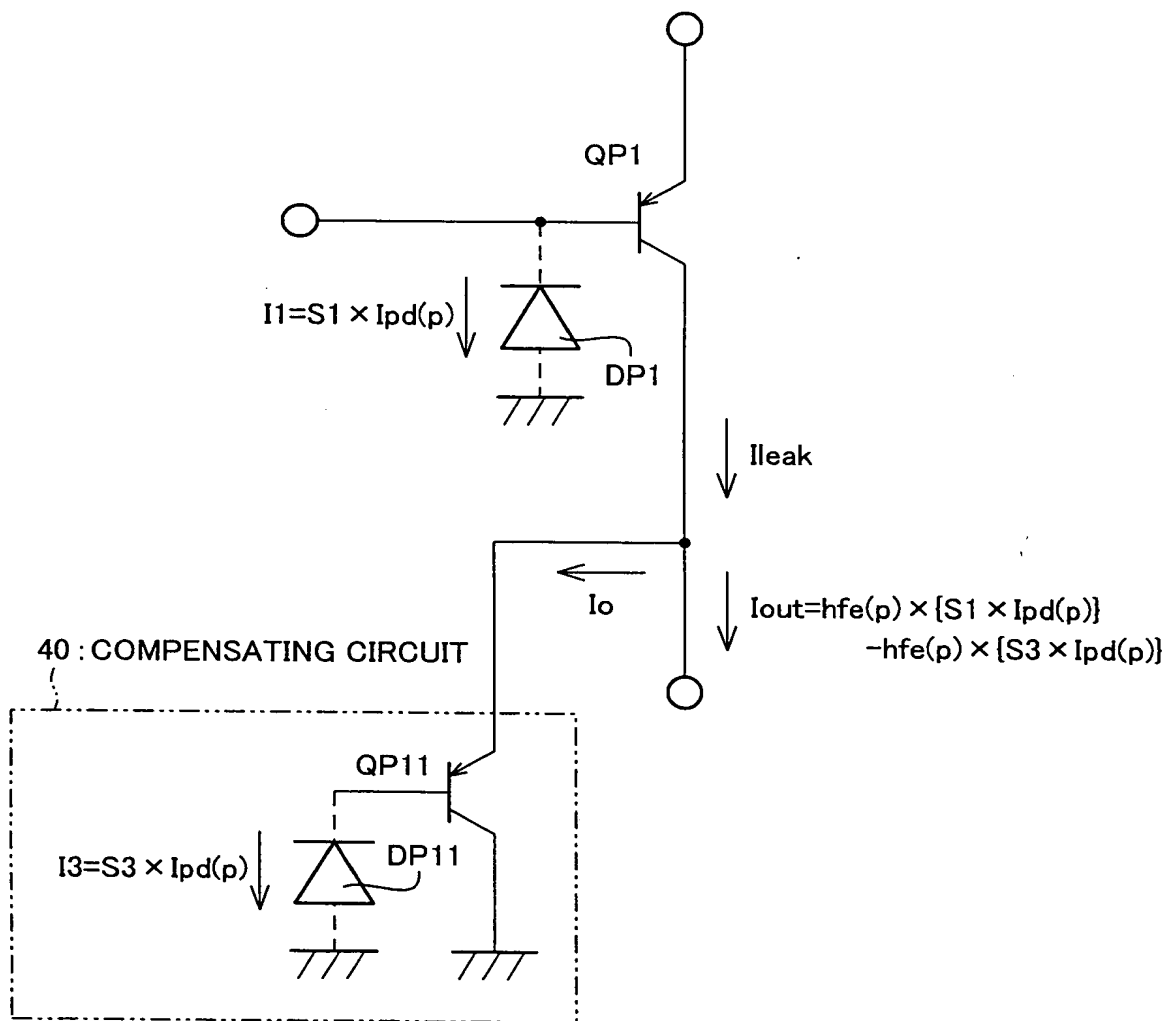 QP1
I1=S1×Ipd(p)
DP1
Ileak
Io
Iout=hfe(p)×{S1×Ipd(p)}
-hfe(p)×{S3×Ipd(p)}
40 : COMPENSATING CIRCUIT
QP11
I3=S3×Ipd(p)
DP11